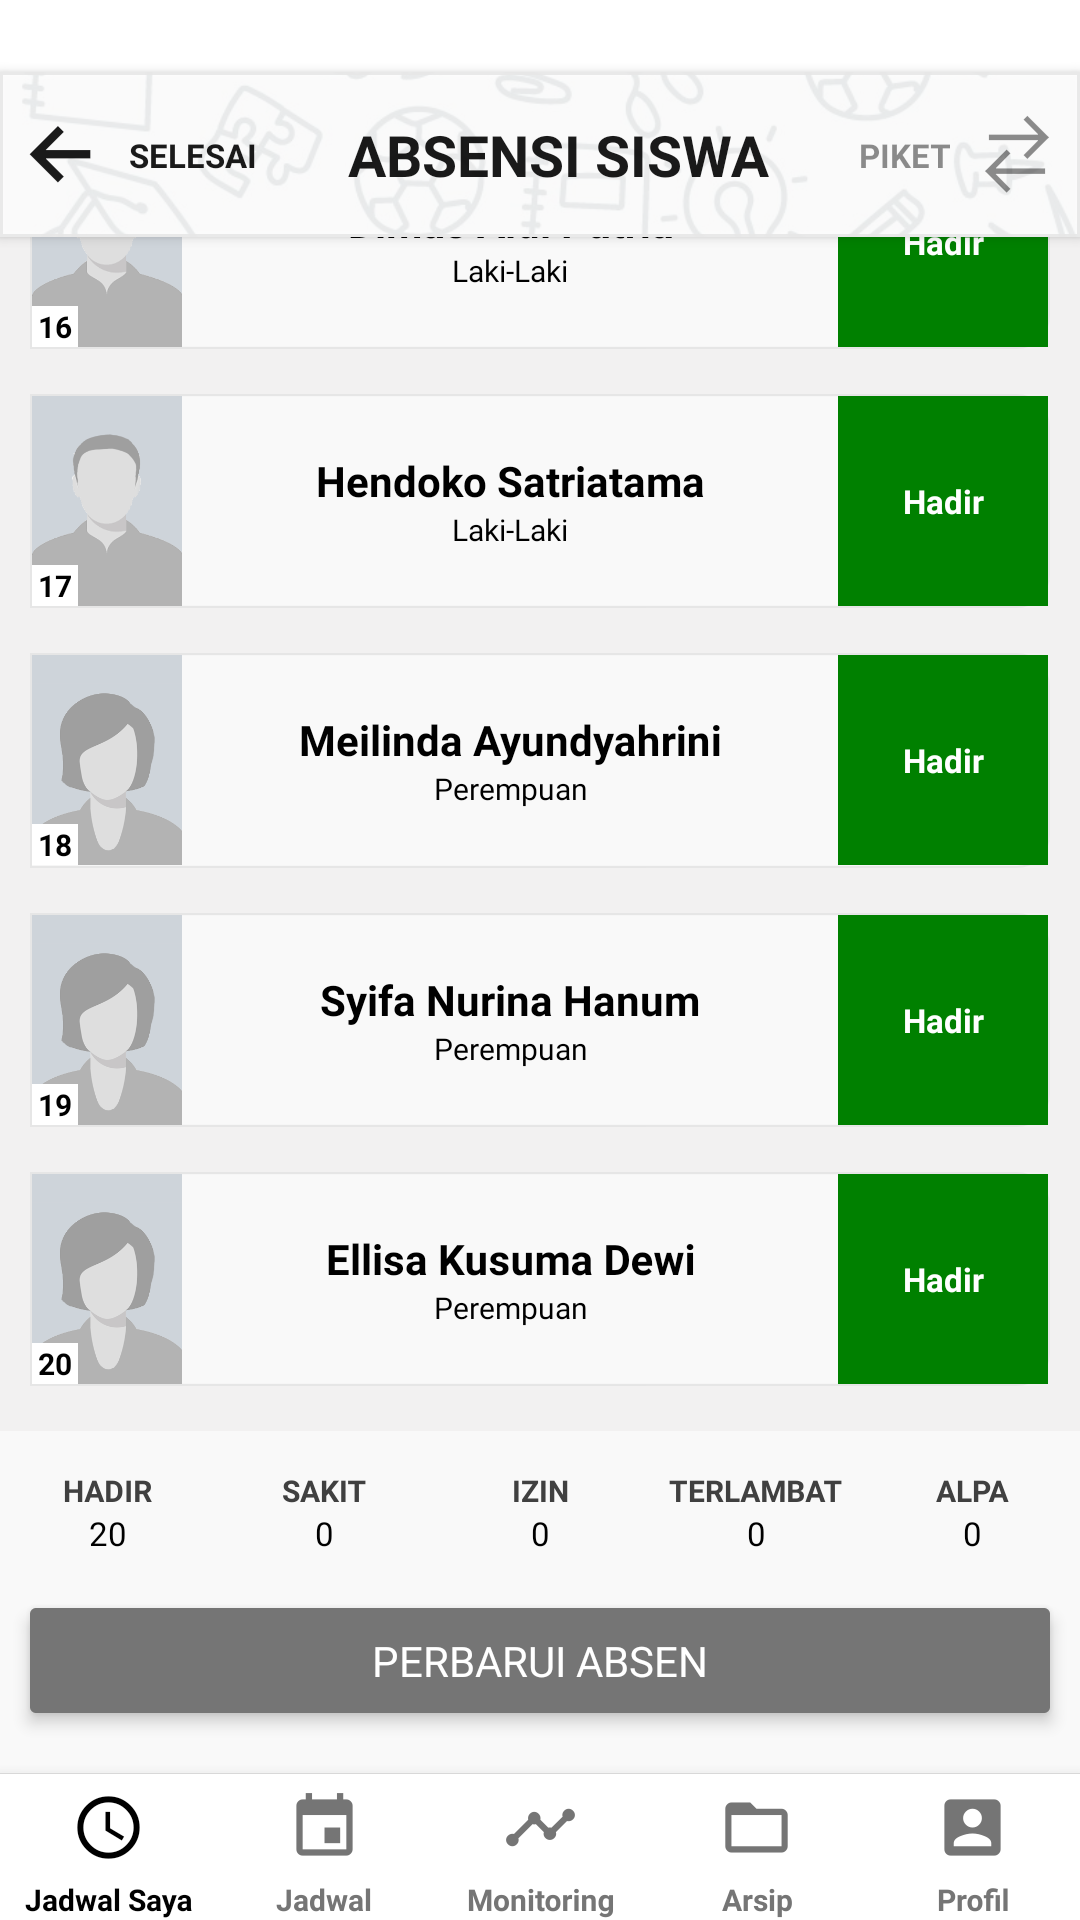 SELESAI
ABSENSI SISWA
PIKET
Laki-Laki
Hadir
16
Hendoko Satriatama
Laki-Laki
Hadir
17
Meilinda Ayundyahrini
Perempuan
Hadir
18
Syifa Nurina Hanum
Perempuan
Hadir
19
Ellisa Kusuma Dewi
Perempuan
Hadir
20
HADIR SAKIT IZIN TERLAMBAT ALPA
20 0 0 0 0
PERBARUI ABSEN
Jadwal Saya Jadwal Monitoring Arsip Profil